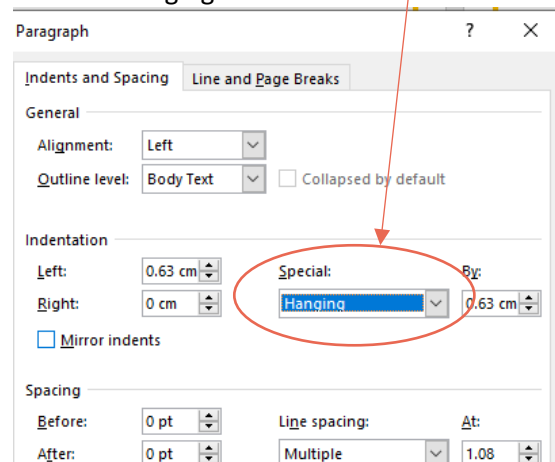 Paragraph ? ×
Indents and Spacing Line and Page Breaks
General
Alignment: Left
Outline level: Body Text Collapsed by default
Indentation
Left: 0.63 cm Special: By:
Right: 0 cm Hanging 0.63 cm
Mirror indents
Spacing
Before: 0 pt Line spacing: At:
After: 0 pt Multiple 1.08